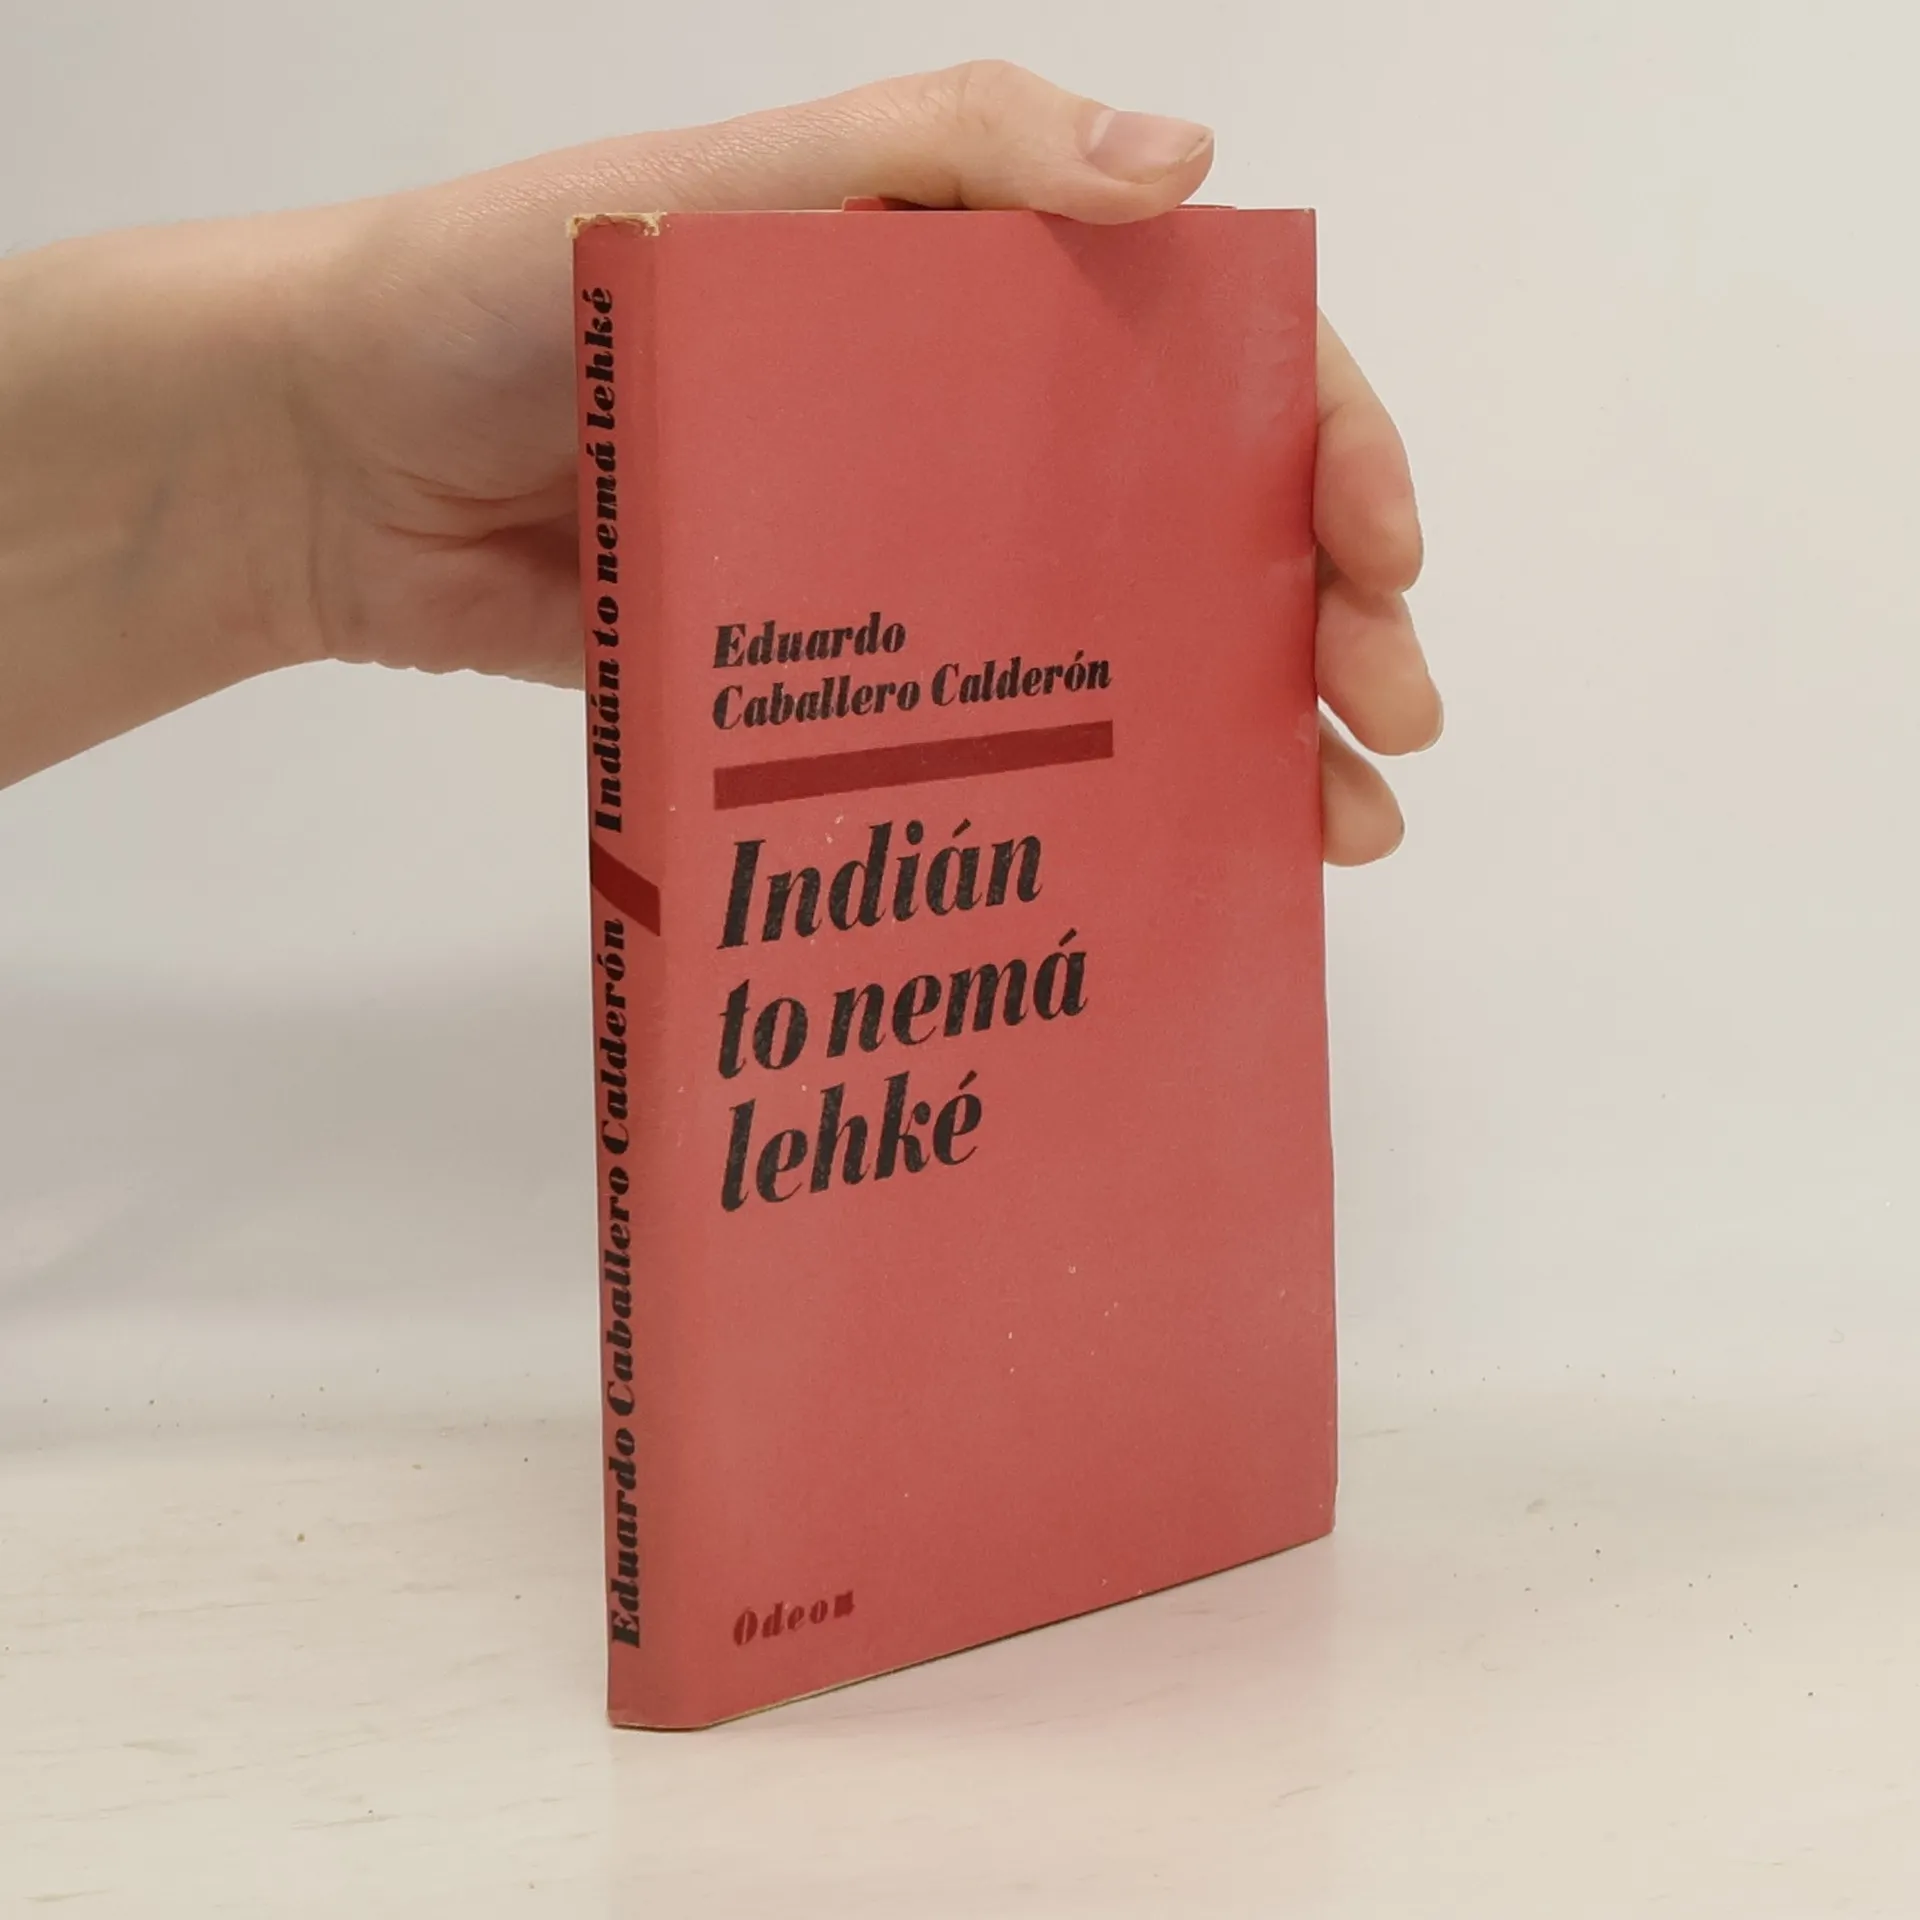 Eduardo Caballero Calderón / Indián to nemá lehké
Eduardo
Caballero Calderón
Indián
to nemá
lehké
Odeon